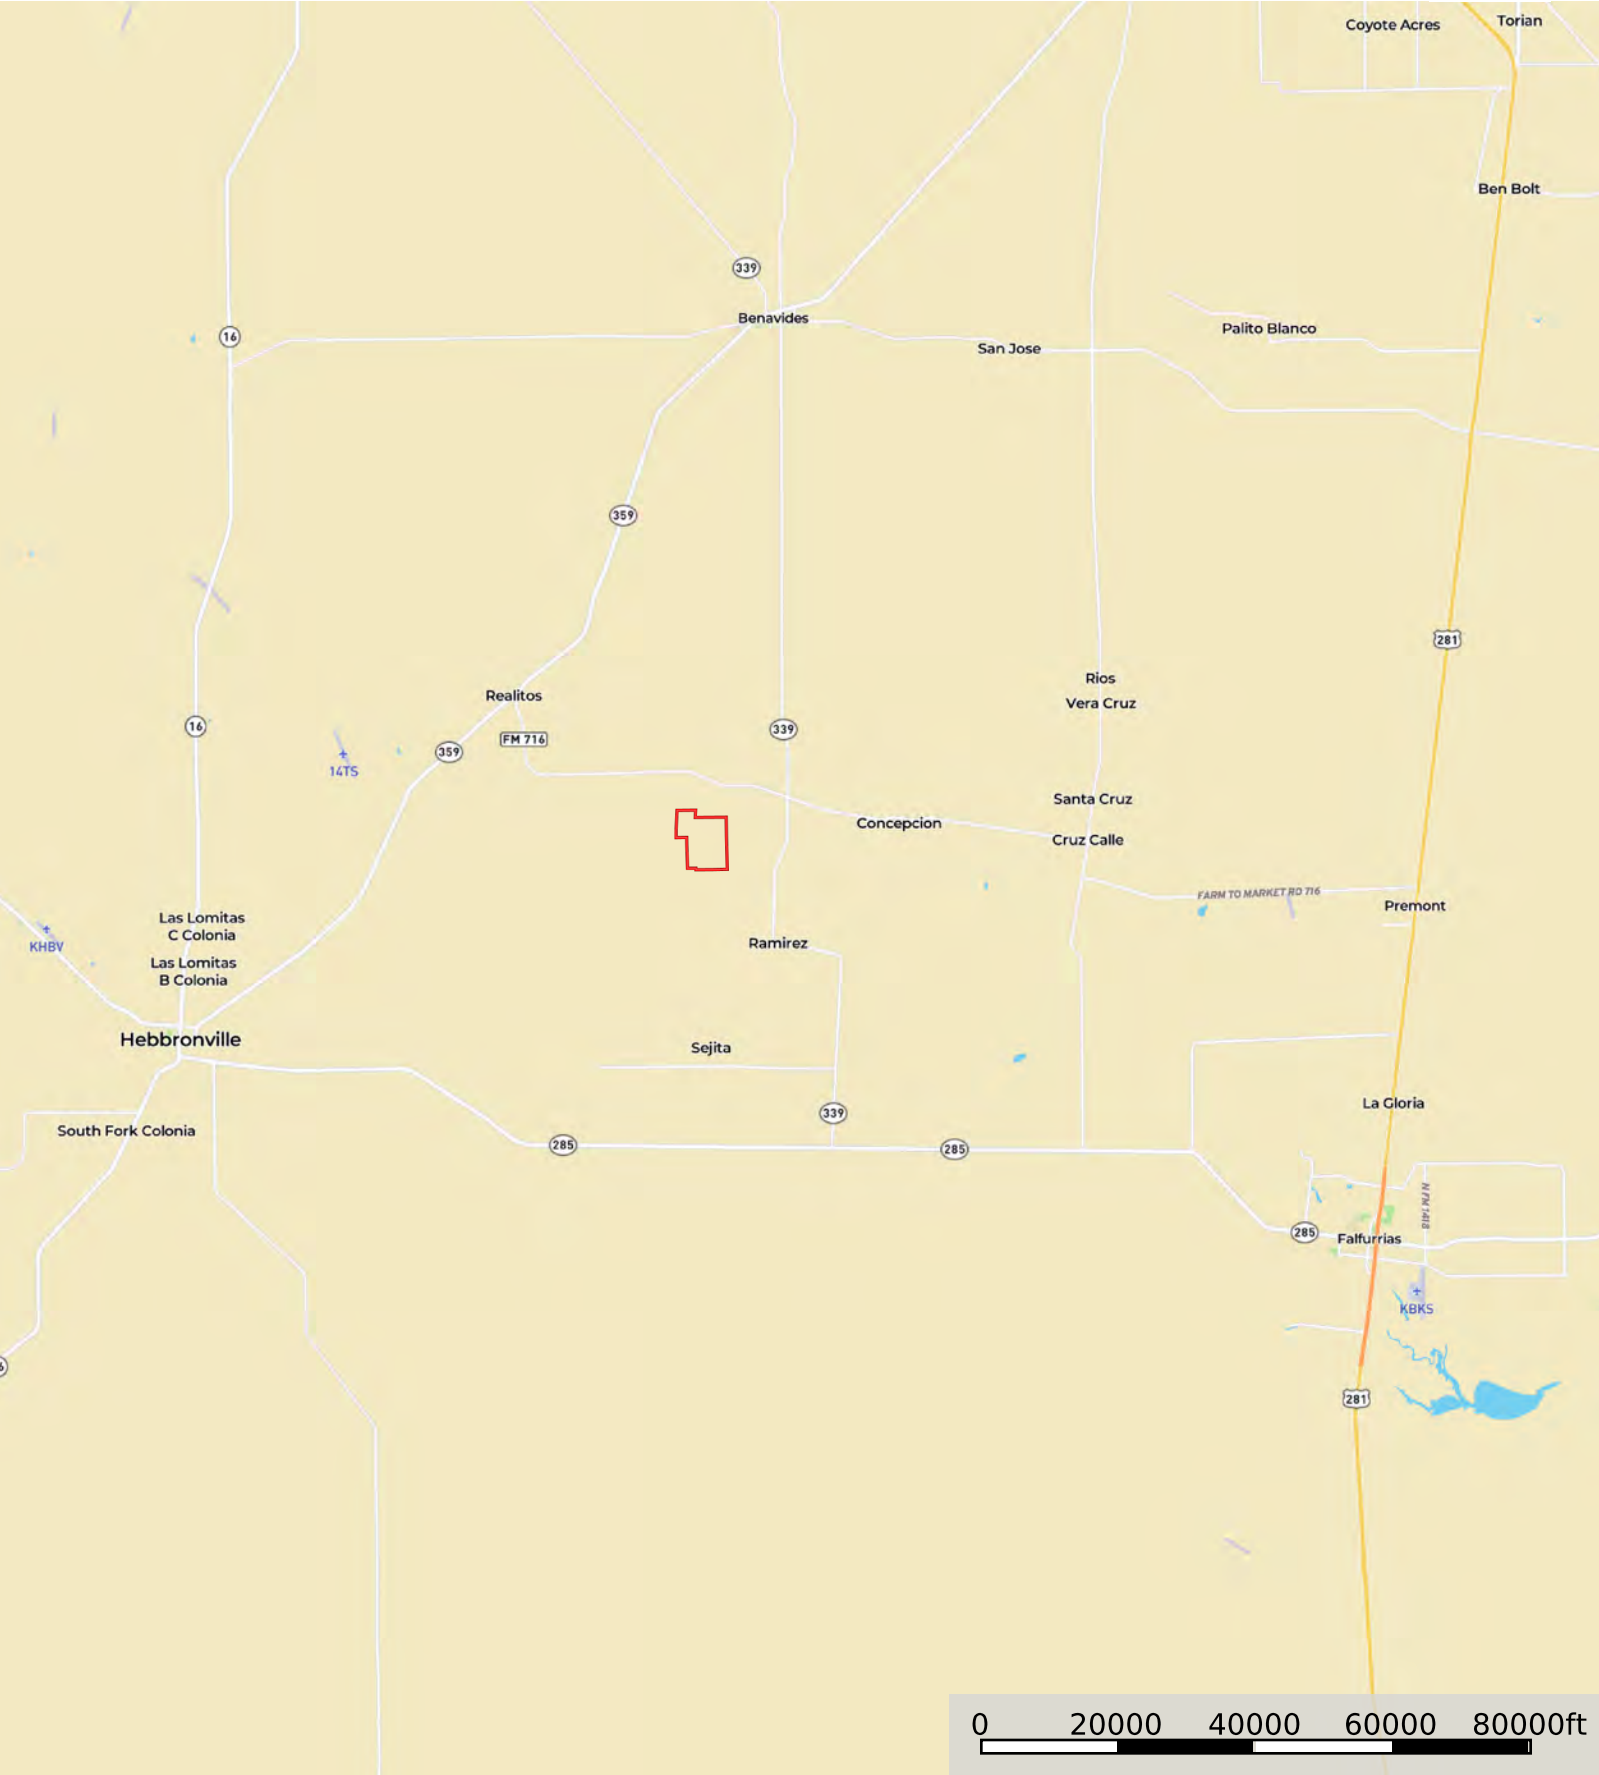 Coyote Acres
Torian
Ben Bolt
339
Benavides
16
Palito Blanco
San Jose
359
281
Rios
Realitos
Vera Cruz
16
339
FM 716
359
14TS
Santa Cruz
Concepcion
Cruz Calle
FARM TO MARKET RD 716
Premont
Las Lomitas
C Colonia
KHBV
Ramirez
Las Lomitas
B Colonia
Hebbronville
Sejita
La Gloria
339
South Fork Colonia
285
285
N FM 1418
285
Falfurrias
KBKS
6
281
0 20000 40000 60000 80000ft